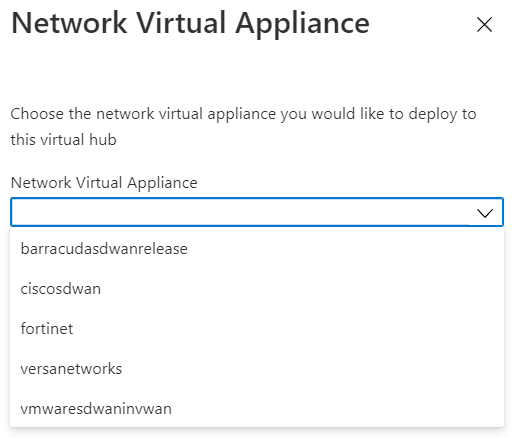 Network Virtual Appliance
Choose the network virtual appliance you would like to deploy to
this virtual hub
Network Virtual Appliance
barracudasdwanrelease
ciscosdwan
fortinet
versanetworks
vmwaresdwaninvwan